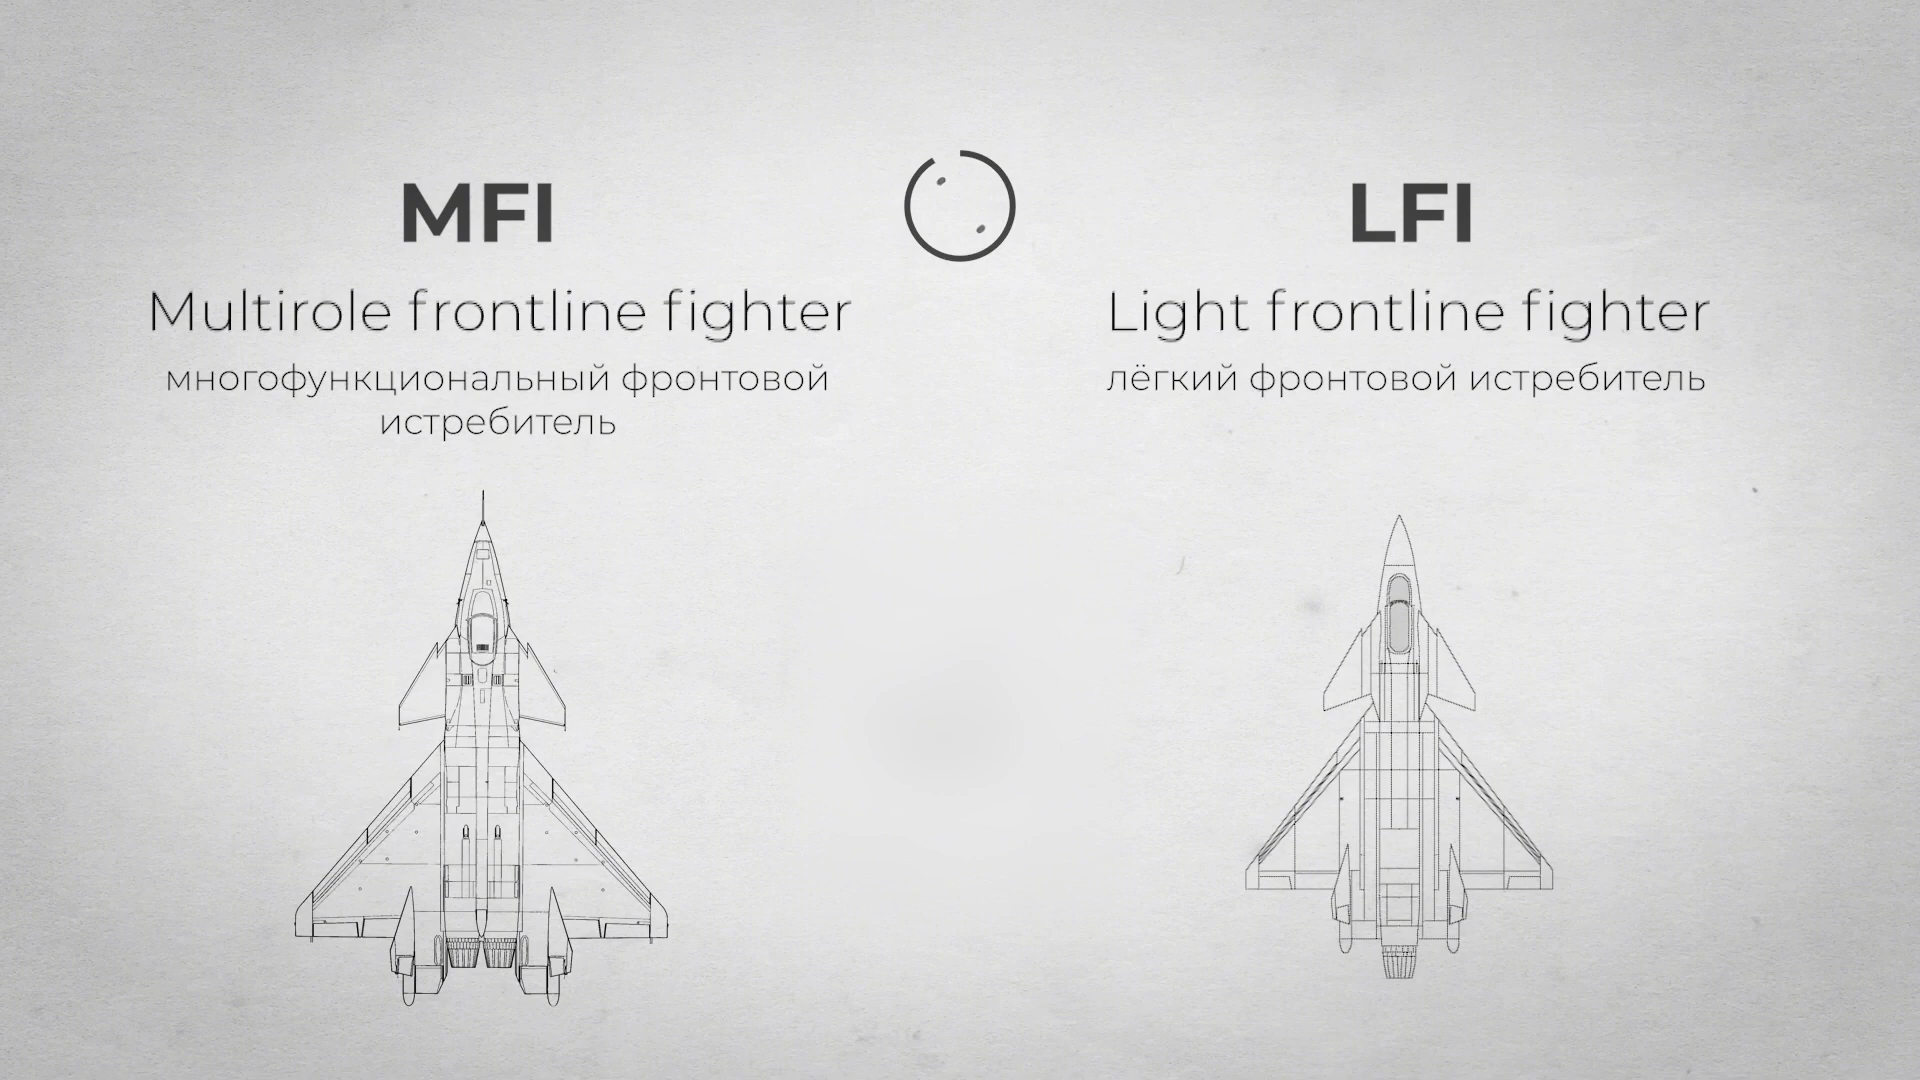 MFI
Multirole frontline fighter
многофункциональный фронтовой
истребитель
LFI
Light frontline fighter
лёгкий фронтовой истребитель